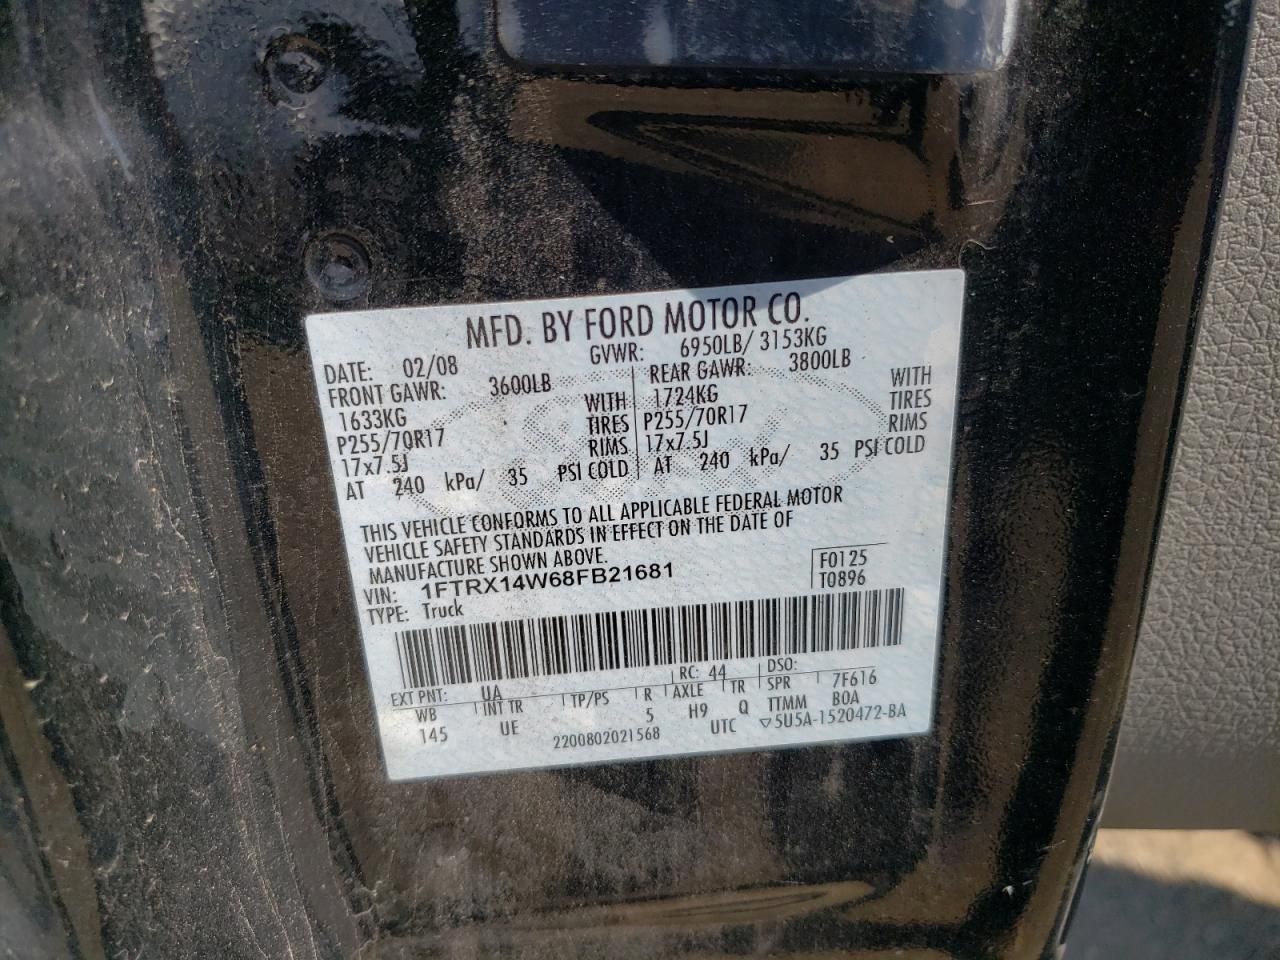 MFD. BY FORD MOTOR CO.
DATE: 02/08 GVWR: 6950LB/ 3153KG
FRONT GAWR: 3600LB REAR GAWR: 3800LB
1633KG WITH 1724KG WITH
P255/70R17 TIRES P255/70R17 TIRES
17x7.5J RIMS 17x7.5J RIMS
AT 240 kPa/ 35 PSI COLD AT 240 kPa/ 35 PSI COLD
THIS VEHICLE CONFORMS TO ALL APPLICABLE FEDERAL MOTOR
VEHICLE SAFETY STANDARDS IN EFFECT ON THE DATE OF
MANUFACTURE SHOWN ABOVE.
VIN: 1FTRX14W68FB21681 F0125
TYPE: Truck T0896
EXT PNT: UA RC: 44 DSO:
WB INT TR TP/PS R AXLE TR SPR 7F616
145 UE 5 H9 Q TTMM BOA
2200802021568 UTC ▽5U5A-1520472-BA